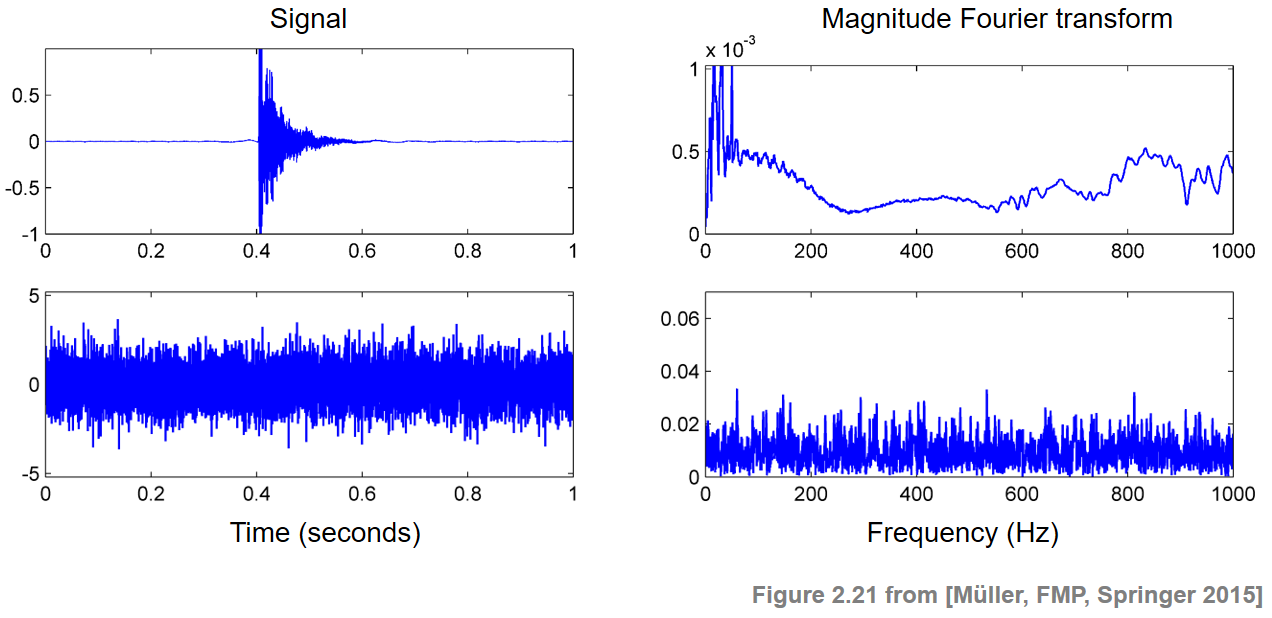 Signal
Magnitude Fourier transform
x 10-3
0.5
0
-0.5
-1
0 0.2 0.4 0.6 0.8 1
1
0.5
0
0 200 400 600 800 1000
5
0
-5
0 0.2 0.4 0.6 0.8 1
0.06
0.04
0.02
0
0 200 400 600 800 1000
Time (seconds)
Frequency (Hz)
Figure 2.21 from [Müller, FMP, Springer 2015]